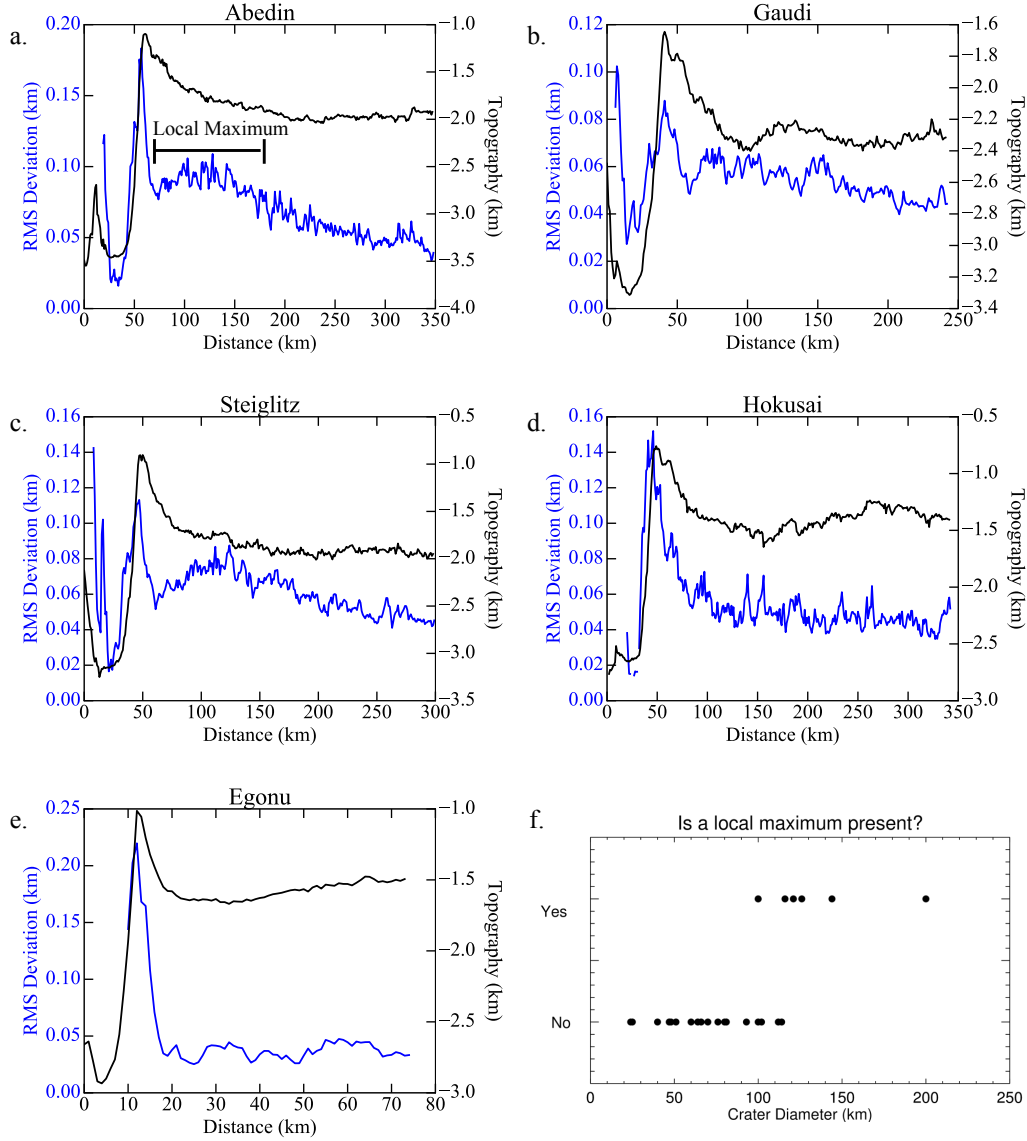 a.
Abedin
0.20
0.15
0.10
0.05
0.00
RMS Deviation (km)
Local Maximum
−1.0
−1.5
−2.0
−2.5
−3.0
−3.5
−4.0
Topography (km)
0 50 100 150 200 250 300 350
Distance (km)
b.
Gaudi
0.12
0.10
0.08
0.06
0.04
0.02
0.00
RMS Deviation (km)
−1.6
−1.8
−2.0
−2.2
−2.4
−2.6
−2.8
−3.0
−3.2
−3.4
Topography (km)
0 50 100 150 200 250
Distance (km)
c.
Steiglitz
0.16
0.14
0.12
0.10
0.08
0.06
0.04
0.02
0.00
RMS Deviation (km)
−0.5
−1.0
−1.5
−2.0
−2.5
−3.0
−3.5
Topography (km)
0 50 100 150 200 250 300
Distance (km)
d.
Hokusai
0.16
0.14
0.12
0.10
0.08
0.06
0.04
0.02
0.00
RMS Deviation (km)
−0.5
−1.0
−1.5
−2.0
−2.5
−3.0
Topography (km)
0 50 100 150 200 250 300 350
Distance (km)
e.
Egonu
0.25
0.20
0.15
0.10
0.05
0.00
RMS Deviation (km)
−1.0
−1.5
−2.0
−2.5
−3.0
Topography (km)
0 10 20 30 40 50 60 70 80
Distance (km)
f.
Is a local maximum present?
Yes
No
0 50 100 150 200 250
Crater Diameter (km)